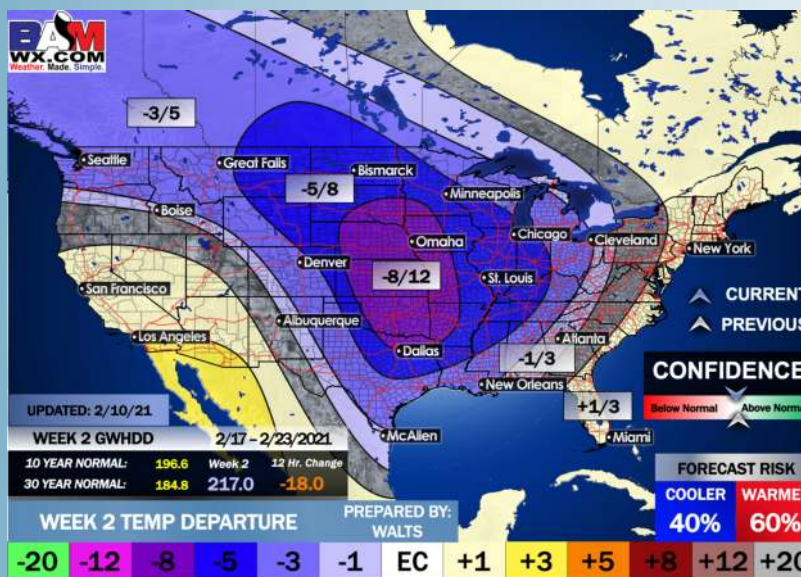 BAM
WX.COM
Weather. Made. Simple.
-3/5
Seattle
Great Falls
-5/8
Bismarck
Minneapolis
Boise
Omaha
Chicago
Cleveland
New York
Denver
-8/12
St. Louis
San Francisco
Albuquerque
CURRENT
PREVIOUS
Los Angeles
Dallas
Atlanta
-1/3
New Orleans
CONFIDENCE
Below Normal
Above Norma
+1/3
McAllen
Miami
UPDATED: 2/10/21
WEEK 2 GWHDD 2/17 - 2/23/2021
10 YEAR NORMAL: 196.6 Week 2 12 Hr. Change
30 YEAR NORMAL: 184.8 217.0 -18.0
FORECAST RISK
COOLER WARME
40% 60%
WEEK 2 TEMP DEPARTURE
PREPARED BY:
WALTS
-20 -12 -8 -5 -3 -1 EC +1 +3 +5 +8 +12 +20